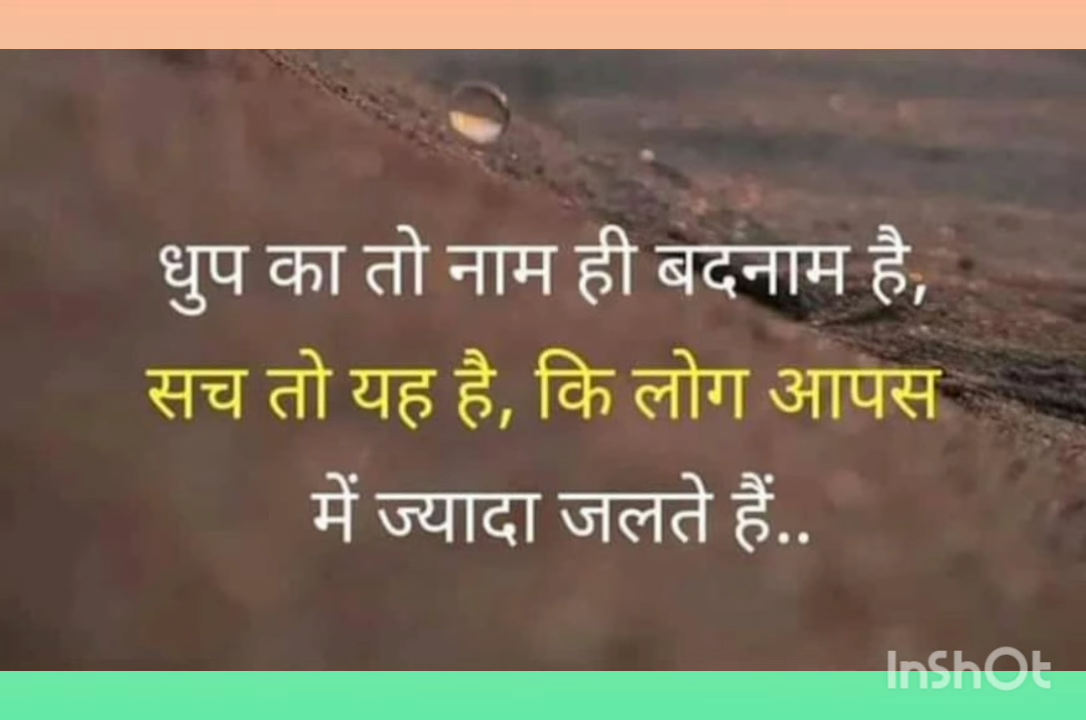 धुप का तो नाम ही बदनाम है,
सच तो यह है, कि लोग आपस
में ज्यादा जलते हैं..
InShOt